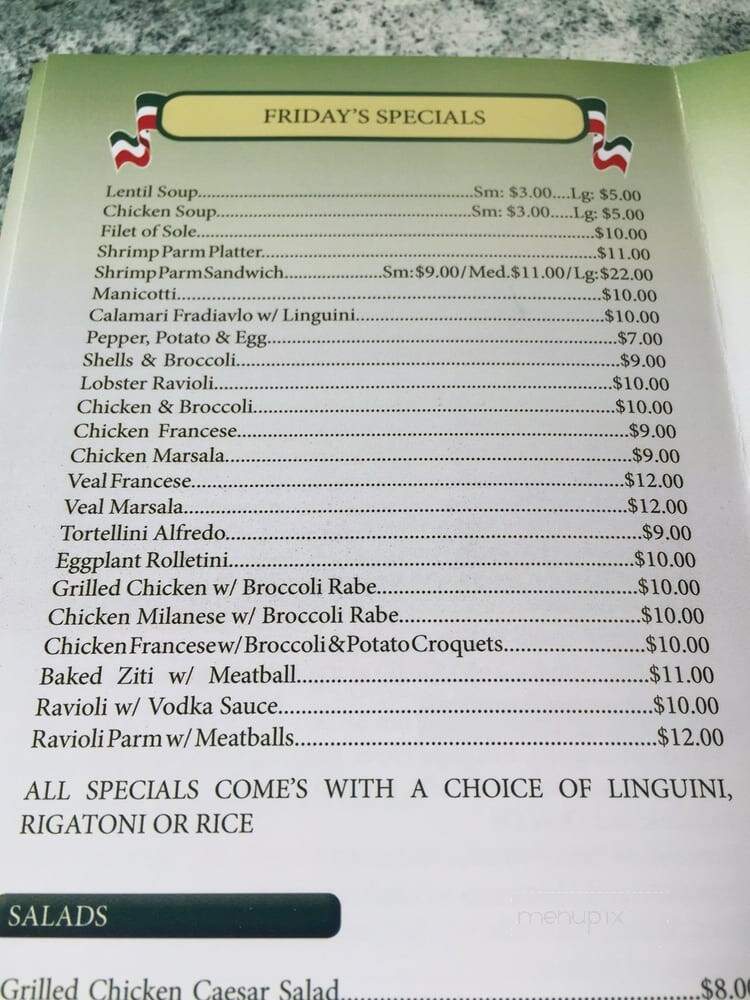 FRIDAY'S SPECIALS
Lentil Soup......Sm: $3.00....Lg: $5.00
Chicken Soup......Sm: $3.00.....Lg: $5.00
Filet of Sole......$10.00
Shrimp Parm Platter......$11.00
Shrimp Parm Sandwich......Sm:$9.00/Med.$11.00/Lg:$22.00
Manicotti......$10.00
Calamari Fradiavlo w/ Linguini......$10.00
Pepper, Potato & Egg......$7.00
Shells & Broccoli......$9.00
Lobster Ravioli......$10.00
Chicken & Broccoli......$10.00
Chicken Francese......$9.00
Chicken Marsala......$9.00
Veal Francese......$12.00
Veal Marsala......$12.00
Tortellini Alfredo......$9.00
Eggplant Rolletini......$10.00
Grilled Chicken w/ Broccoli Rabe......$10.00
Chicken Milanese w/ Broccoli Rabe......$10.00
Chicken Francese w/ Broccoli & Potato Croquets......$10.00
Baked Ziti w/ Meatball......$11.00
Ravioli w/ Vodka Sauce......$10.00
Ravioli Parm w/ Meatballs......$12.00
ALL SPECIALS COME'S WITH A CHOICE OF LINGUINI,
RIGATONI OR RICE
SALADS
menupix
Grilled Chicken Caesar Salad......$8.00